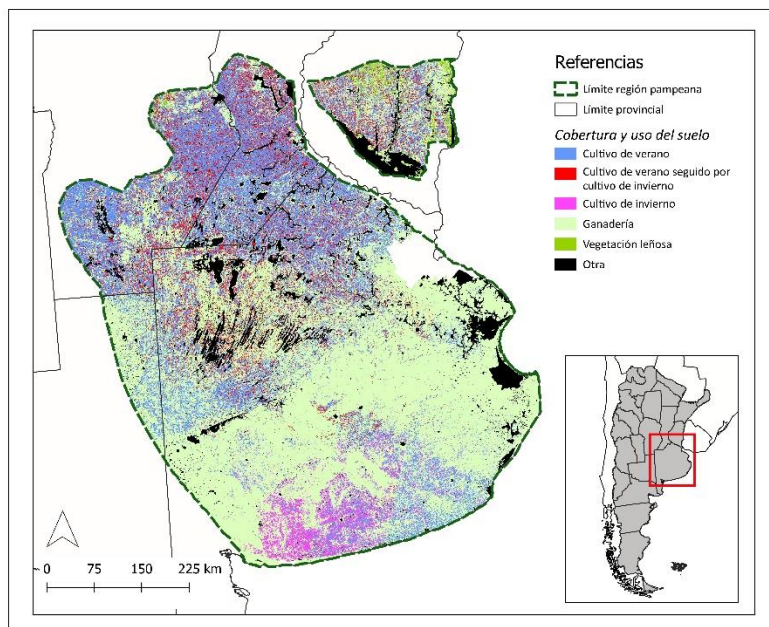 Referencias
Límite región pampeana
Límite provincial
Cobertura y uso del suelo
Cultivo de verano
Cultivo de verano seguido por
cultivo de invierno
Cultivo de invierno
Ganadería
Vegetación leñosa
Otra
0 75 150 225 km